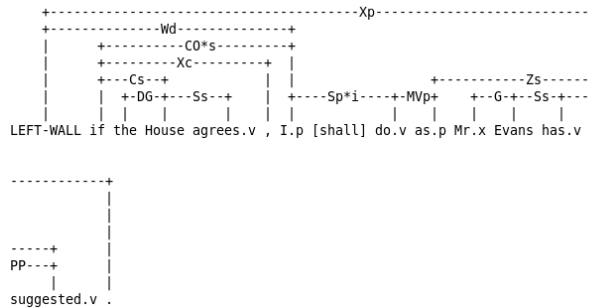 Xp
Wd
CO*s
Xc
Cs Zs
DG Ss Sp*i MVp G Ss
LEFT-WALL if the House agrees.v , I.p [shall] do.v as.p Mr.x Evans has.v
PP
suggested.v .